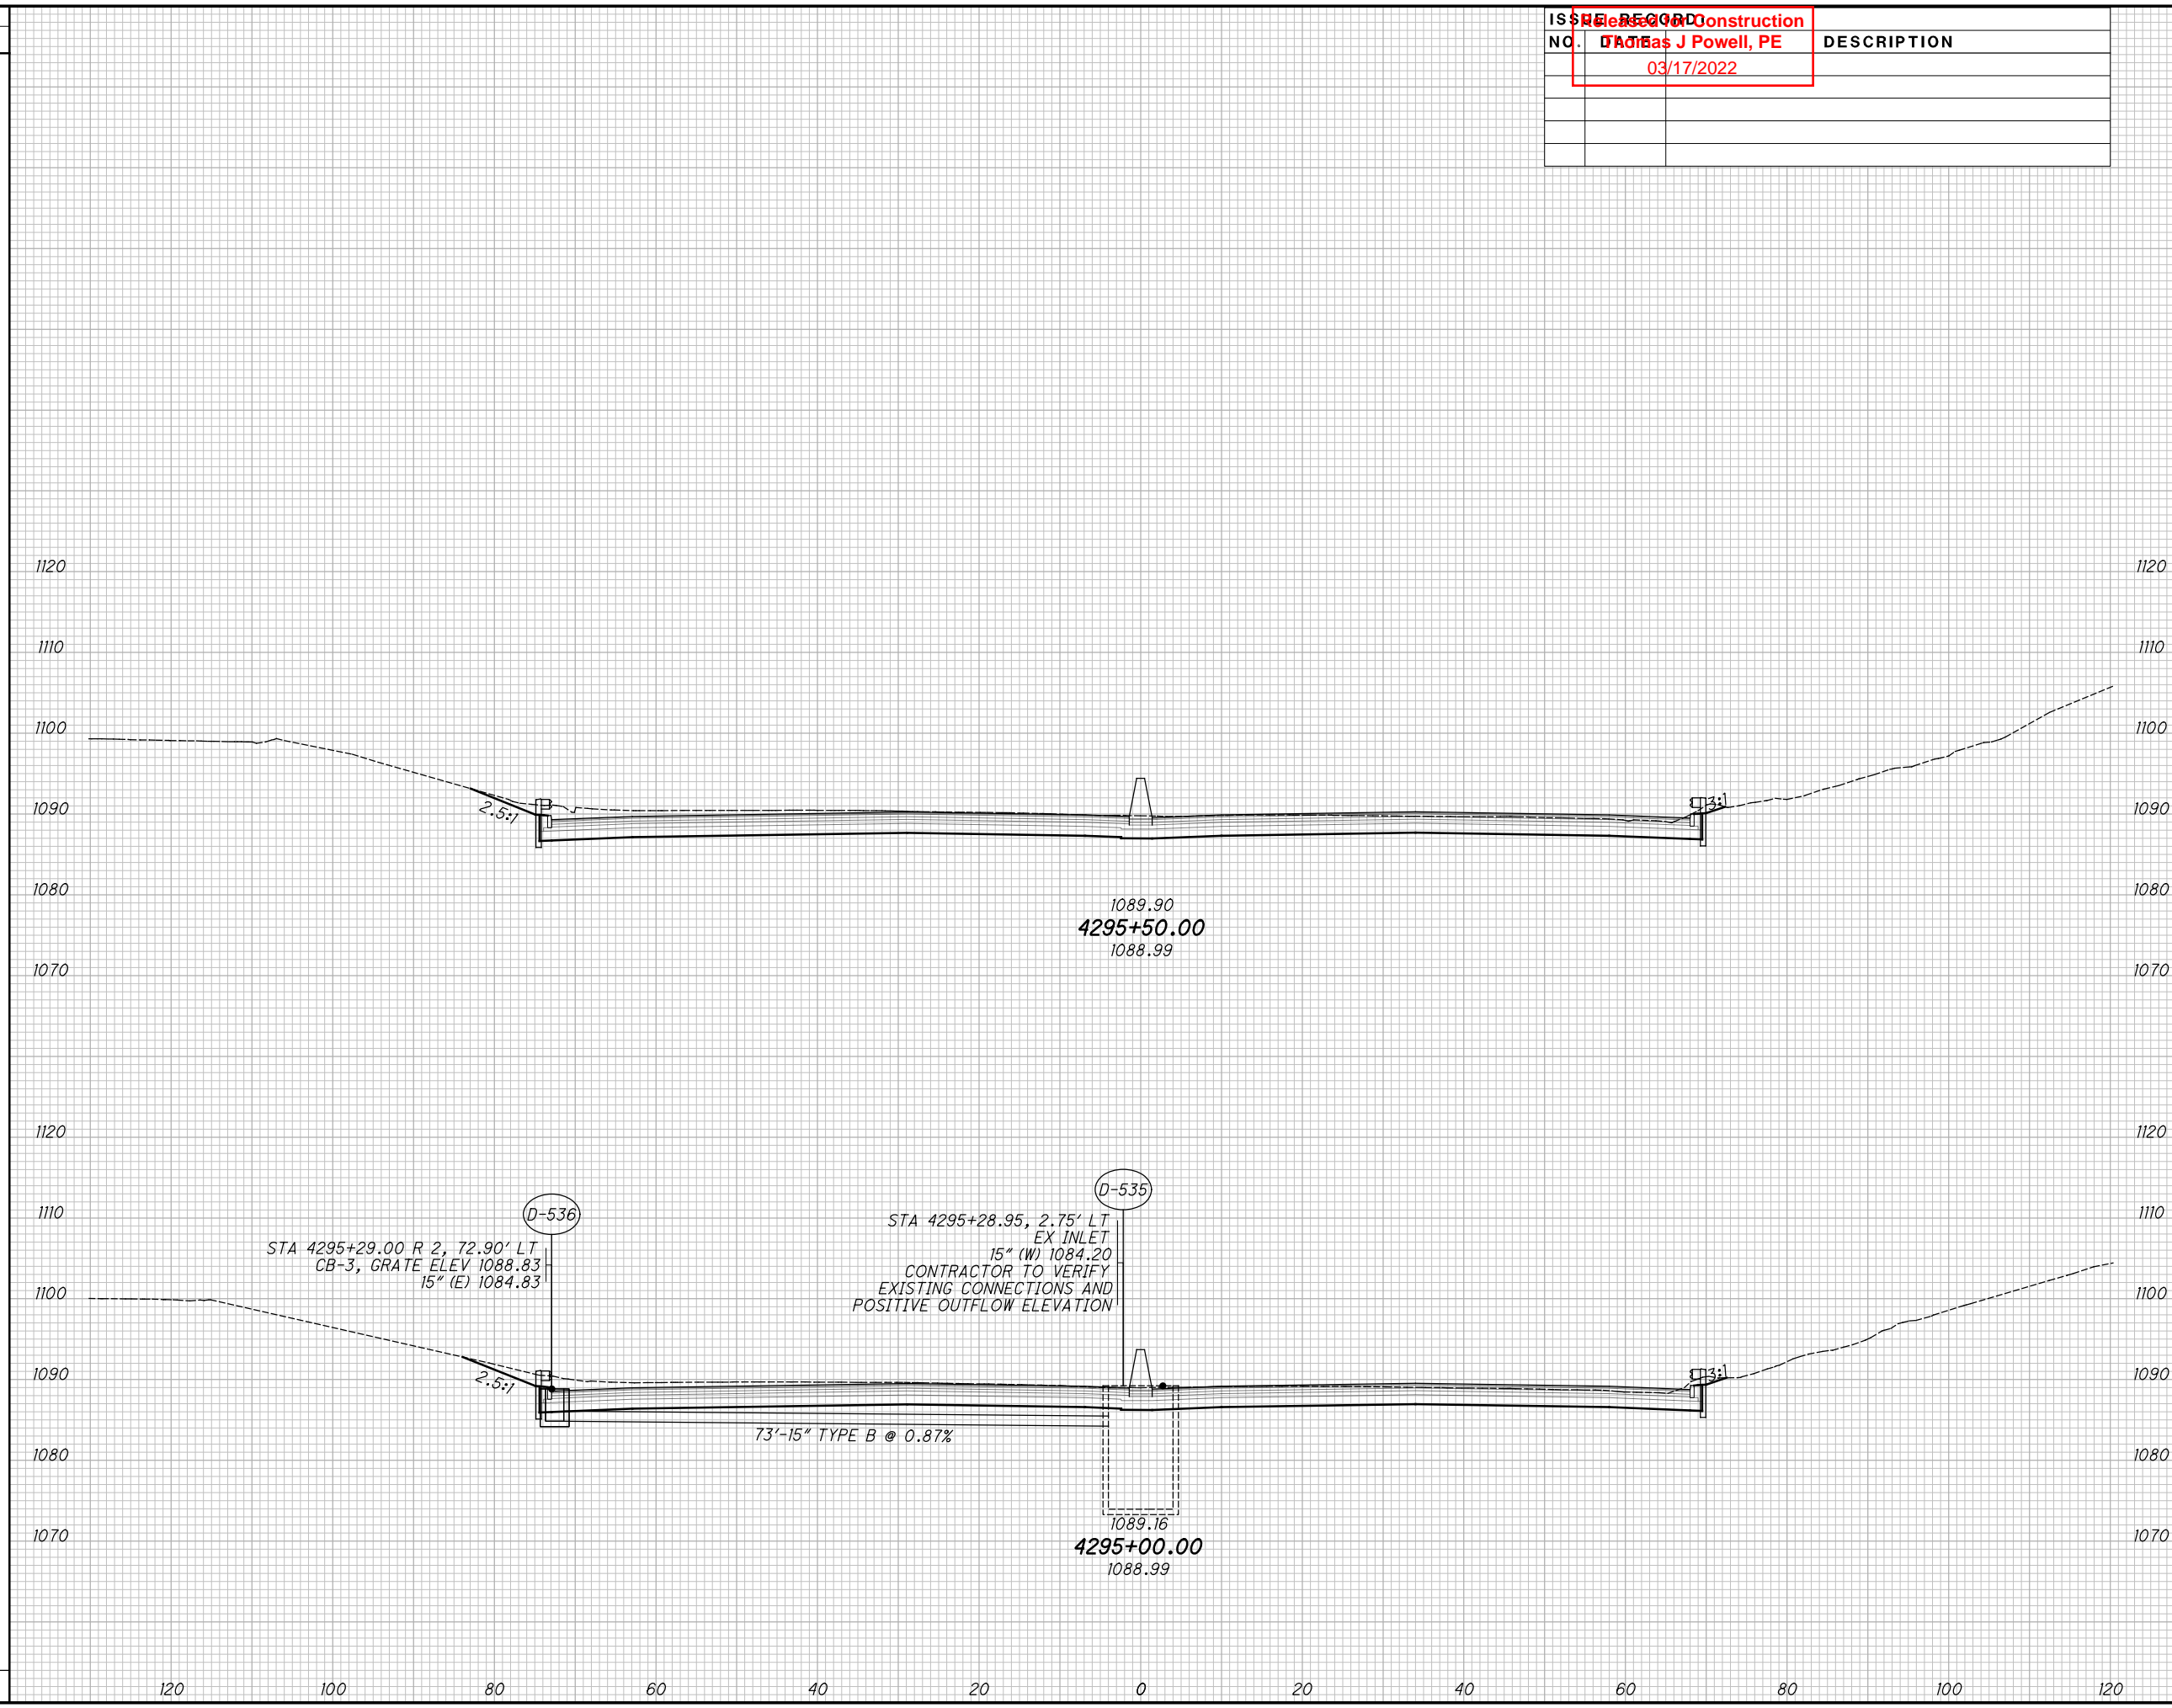 ISSUE RECORD:
Released for Construction
NO. DATE DESCRIPTION
Thomas J Powell, PE
03/17/2022
1120 1120
1110 1110
1100 1100
1090 2.5:1 3:1 1090
1080 1080
1089.90
4295+50.00
1088.99
1070 1070
1120 1120
D-536 D-535
1110 1110
STA 4295+29.00 R 2, 72.90' LT
CB-3, GRATE ELEV 1088.83
15" (E) 1084.83
STA 4295+28.95, 2.75' LT
EX INLET
15" (W) 1084.20
CONTRACTOR TO VERIFY
EXISTING CONNECTIONS AND
POSITIVE OUTFLOW ELEVATION
1100 1100
1090 2.5:1 3:1 1090
73'-15" TYPE B @ 0.87%
1080 1080
1089.16
4295+00.00
1088.99
1070 1070
120 100 80 60 40 20 0 20 40 60 80 100 120